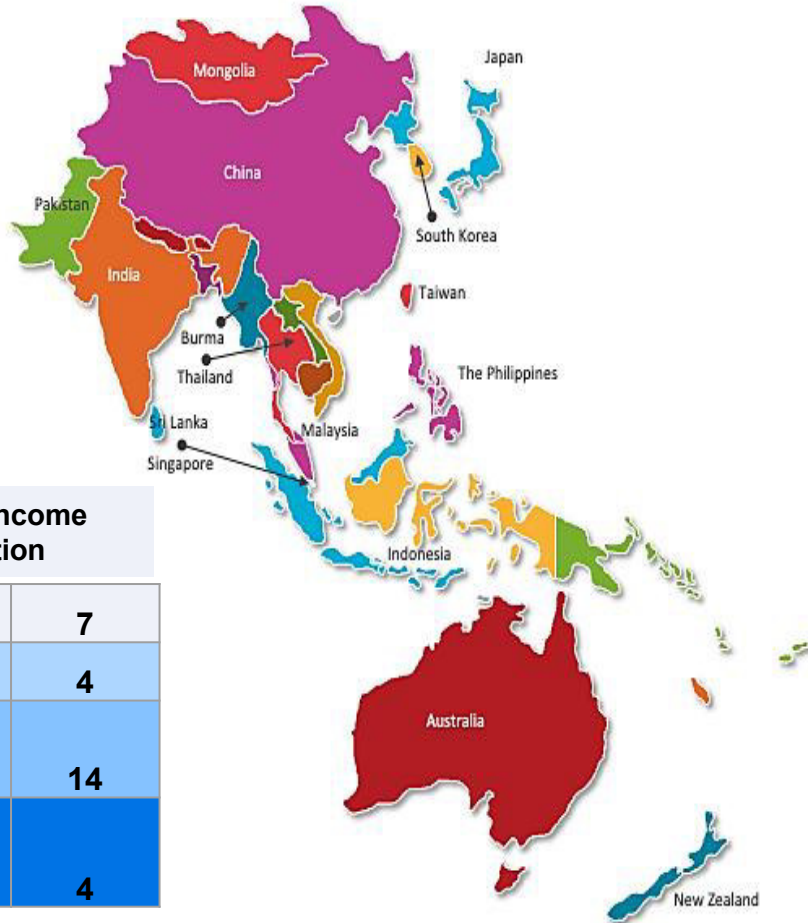 Japan
Mongolia
China
Pakistan
South Korea
India
Taiwan
Burma
The Philippines
Thailand
Sri Lanka
Malaysia
Singapore
ncome
tion
7
Indonesia
4
Australia
14
4
New Zealand